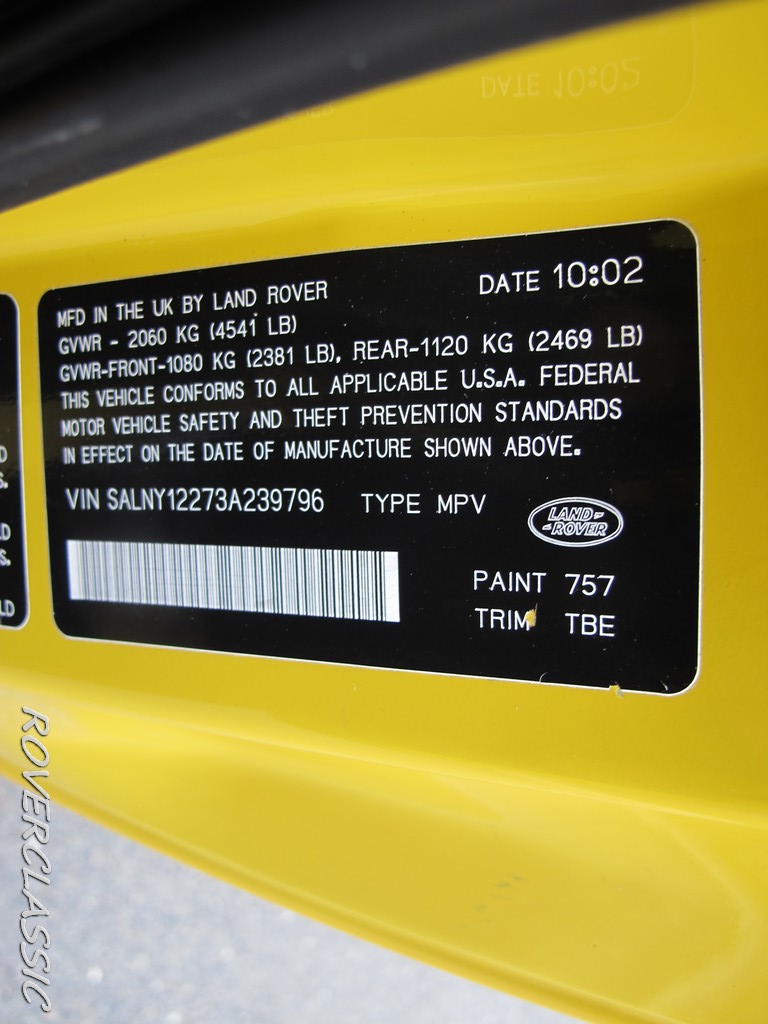 DATE 10:02
MFD IN THE UK BY LAND ROVER
DATE 10:02
GVWR - 2060 KG (4541 LB)
GVWR-FRONT-1080 KG (2381 LB), REAR-1120 KG (2469 LB)
THIS VEHICLE CONFORMS TO ALL APPLICABLE U.S.A. FEDERAL
MOTOR VEHICLE SAFETY AND THEFT PREVENTION STANDARDS
IN EFFECT ON THE DATE OF MANUFACTURE SHOWN ABOVE.
VIN SALNY12273A239796 TYPE MPV
LAND-
-ROVER
PAINT 757
TRIM TBE
ROVERCLASSIC